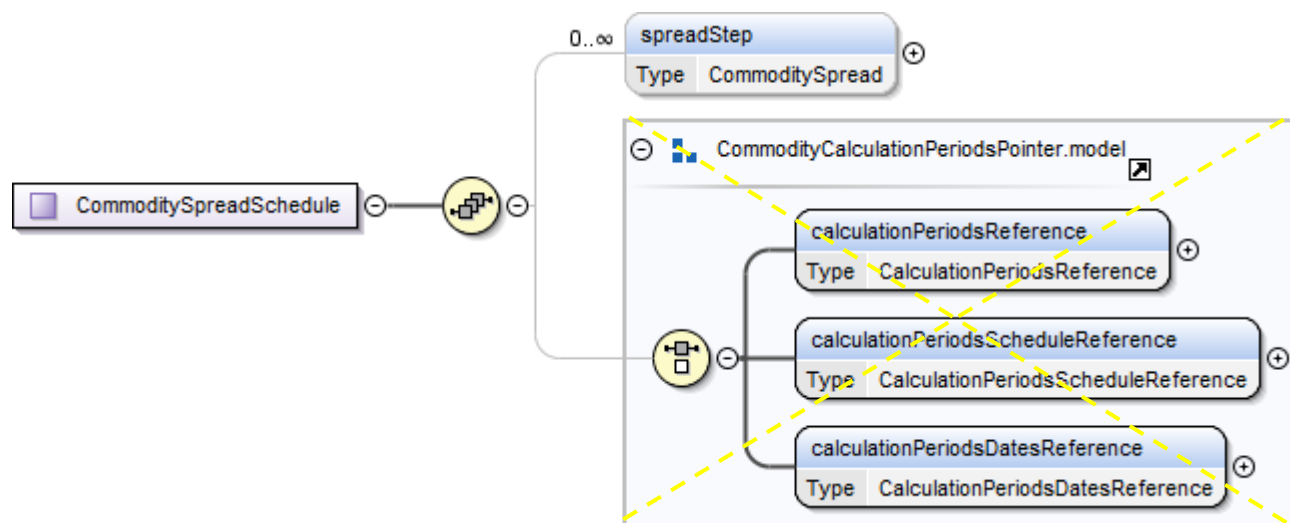 0..∞
spreadStep
Type CommoditySpread
CommodityCalculationPeriodsPointer.model
CommoditySpreadSchedule
calculationPeriodsReference
Type CalculationPeriodsReference
calculationPeriodsScheduleReference
Type CalculationPeriodsScheduleReference
calculationPeriodsDatesReference
Type CalculationPeriodsDatesReference